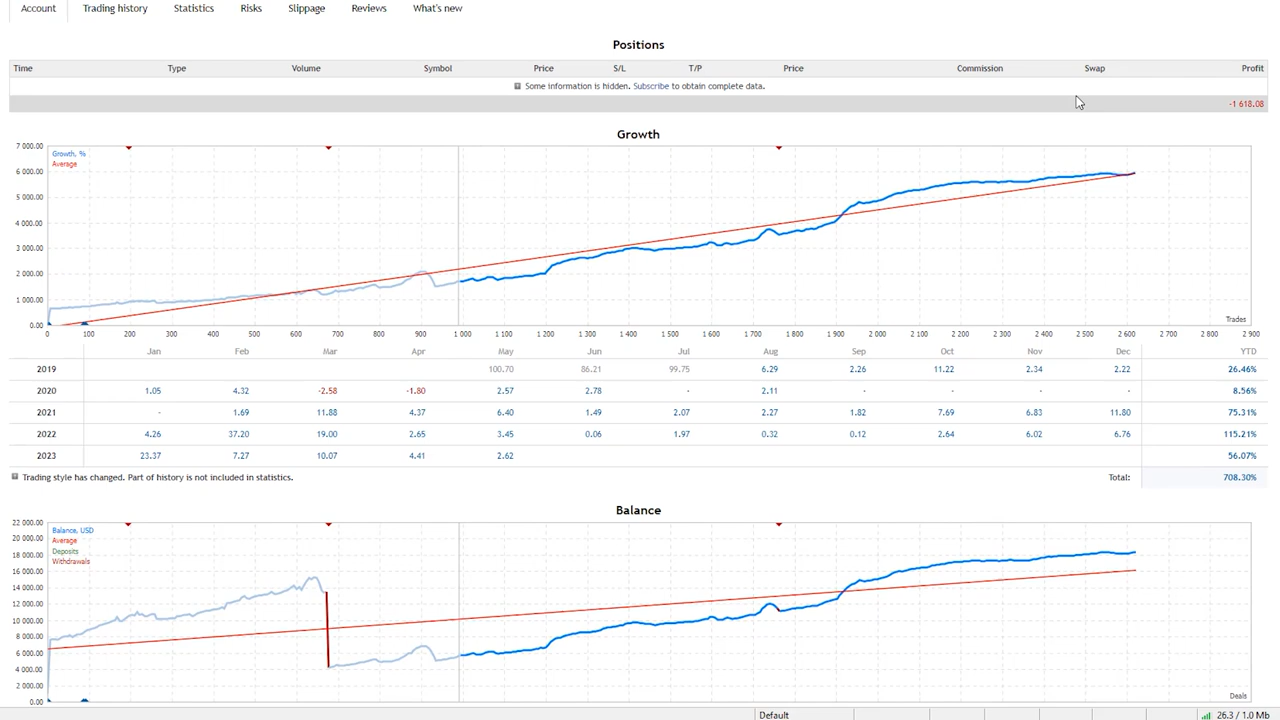 Account Trading history Statistics Risks Slippage Reviews What's new
Positions
Time Type Volume Symbol Price S/L T/P Price Commission Swap Profit
Some information is hidden. Subscribe to obtain complete data.
-1 618.08
Growth
7 000.00
Growth, %
Average
6 000.00
5 000.00
4 000.00
3 000.00
2 000.00
1 000.00
0.00
Trades
0 100 200 300 400 500 600 700 800 900 1 000 1 100 1 200 1 300 1 400 1 500 1 600 1 700 1 800 1 900 2 000 2 100 2 200 2 300 2 400 2 500 2 600 2 700 2 800 2 900
Jan Feb Mar Apr May Jun Jul Aug Sep Oct Nov Dec YTD
2019 100.70 86.21 99.75 6.29 2.26 11.22 2.34 2.22 26.46%
2020 1.05 4.32 -2.58 -1.80 2.57 2.78 - 2.11 - - - - 8.56%
2021 - 1.69 11.88 4.37 6.40 1.49 2.07 2.27 1.82 7.69 6.83 11.80 75.31%
2022 4.26 37.20 19.00 2.65 3.45 0.06 1.97 0.32 0.12 2.64 6.02 6.76 115.21%
2023 23.37 7.27 10.07 4.41 2.62 56.07%
Trading style has changed. Part of history is not included in statistics. Total: 708.30%
Balance
22 000.00
Balance, USD
Average
Deposits
Withdrawals
20 000.00
18 000.00
16 000.00
14 000.00
12 000.00
10 000.00
8 000.00
6 000.00
4 000.00
2 000.00
0.00
Deals
Default 26.3 / 1.0 Mb